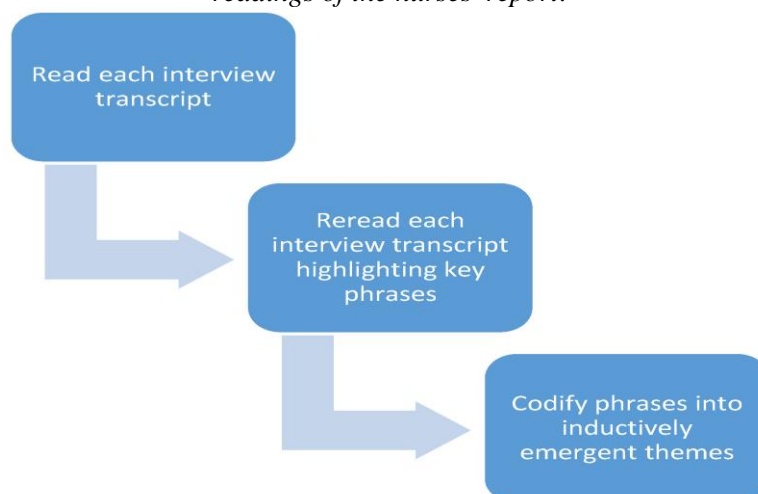 readings of the nurses' report.
Read each interview
transcript
Reread each
interview transcript
highlighting key
phrases
Codify phrases into
inductively
emergent themes